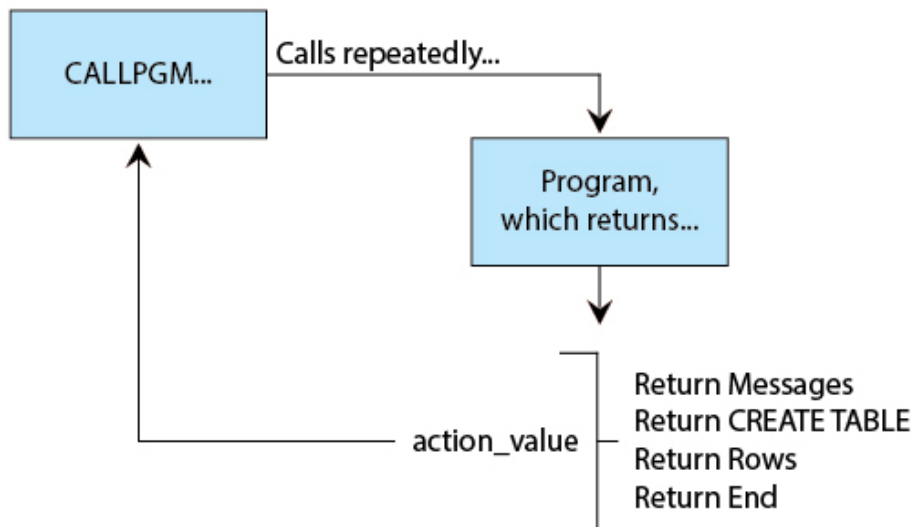 CALLPGM...
Calls repeatedly...
Program,
which returns...
action_value
Return Messages
Return CREATE TABLE
Return Rows
Return End